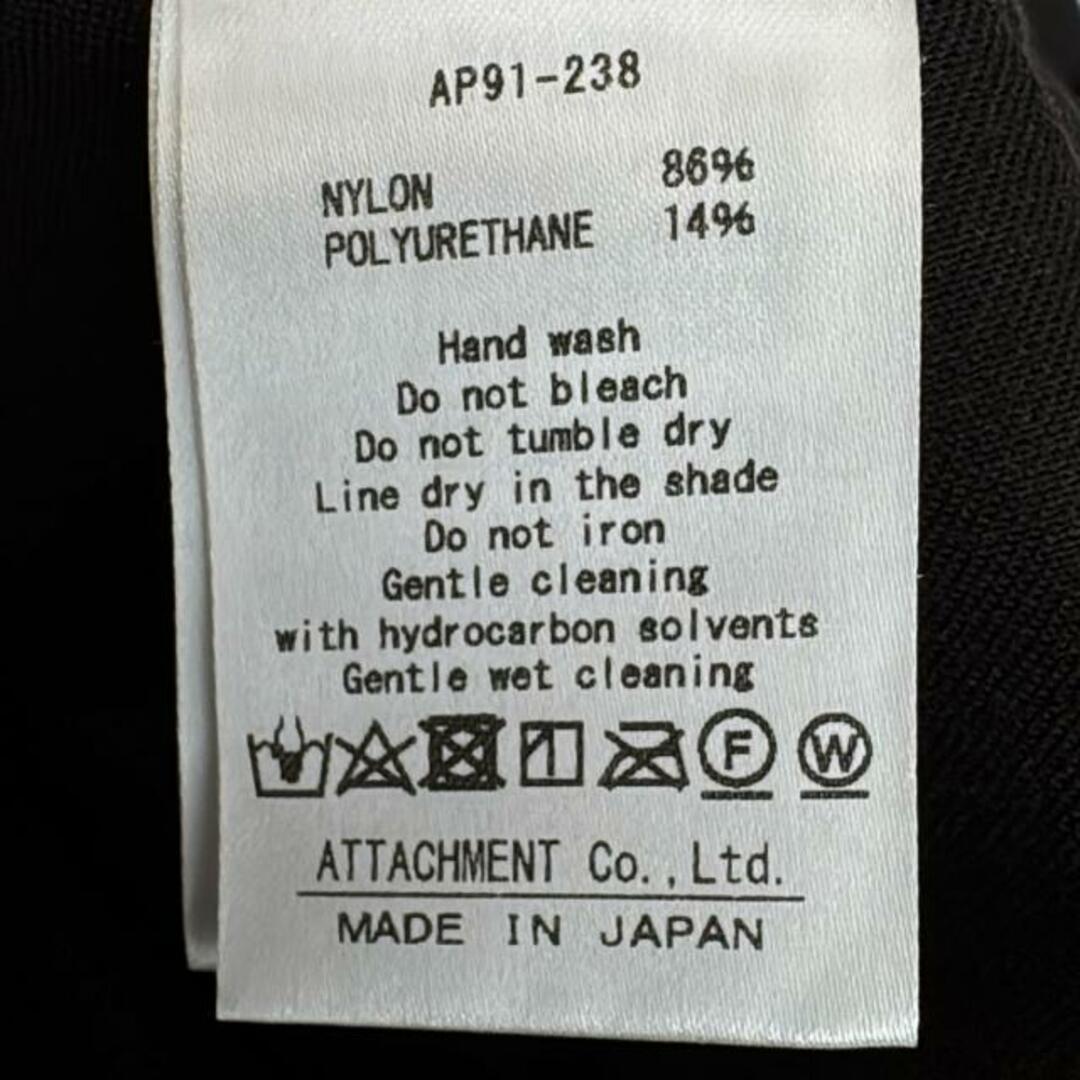 AP91-238
NYLON 86%
POLYURETHANE 14%
Hand wash
Do not bleach
Do not tumble dry
Line dry in the shade
Do not iron
Gentle cleaning
with hydrocarbon solvents
Gentle wet cleaning
F W
ATTACHMENT Co.,Ltd.
MADE IN JAPAN